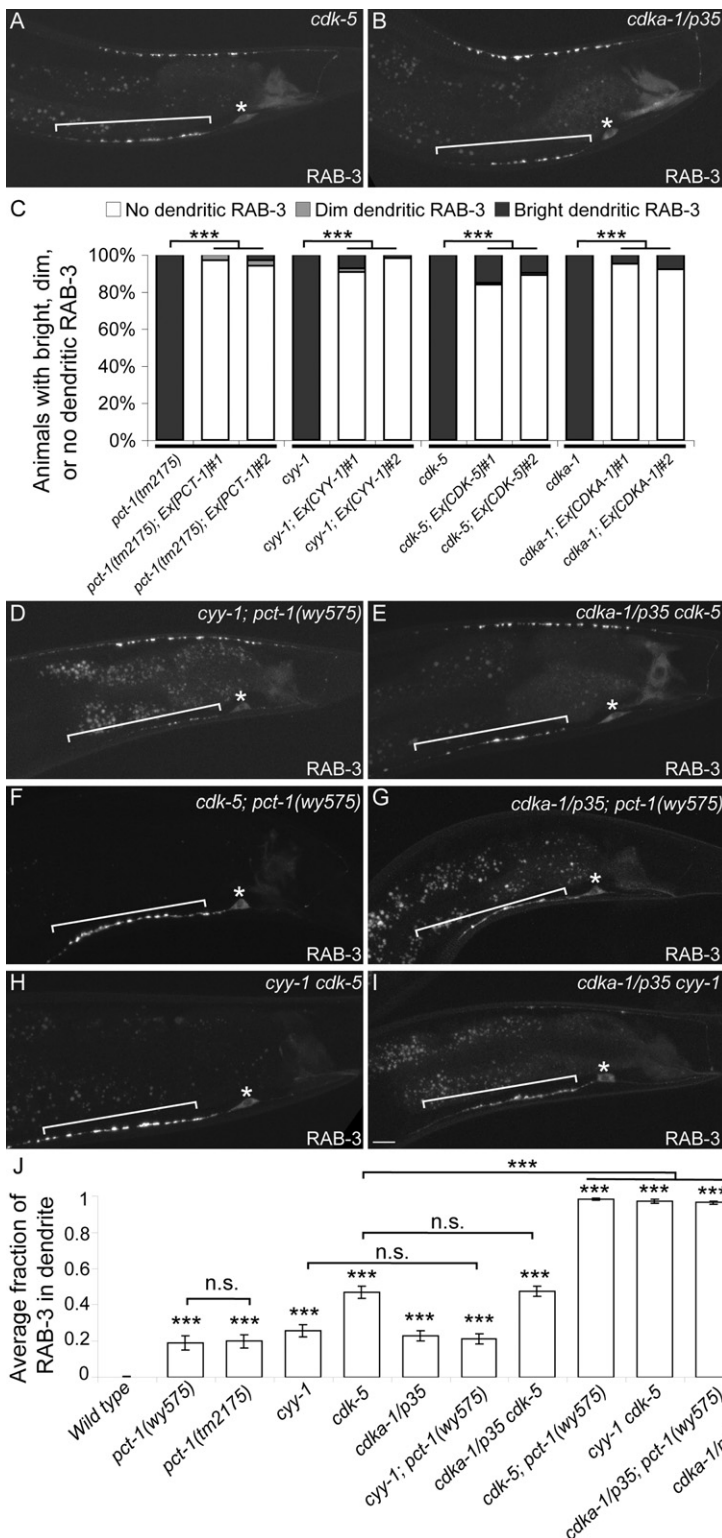 A cdk-5
* RAB-3
B cdka-1/p35
* RAB-3
C No dendritic RAB-3 Dim dendritic RAB-3 Bright dendritic RAB-3
*** *** *** ***
Animals with bright, dim,
or no dendritic RAB-3
100%
80%
60%
40%
20%
0%
pct-1(tm2175)
pct-1(tm2175); Ex[PCT-1]#1
pct-1(tm2175); Ex[PCT-1]#2
cyy-1
cyy-1; Ex[CYY-1]#1
cyy-1; Ex[CYY-1]#2
cdk-5
cdk-5; Ex[CDK-5]#1
cdk-5; Ex[CDK-5]#2
cdka-1
cdka-1; Ex[CDKA-1]#1
cdka-1; Ex[CDKA-1]#2
D cyy-1; pct-1(wy575)
* RAB-3
E cdka-1/p35 cdk-5
* RAB-3
F cdk-5; pct-1(wy575)
* RAB-3
G cdka-1/p35; pct-1(wy575)
* RAB-3
H cyy-1 cdk-5
* RAB-3
I cdka-1/p35 cyy-1
* RAB-3
J
***
n.s.
n.s.
n.s.
*** *** *** *** *** *** *** *** *** ***
Average fraction of
RAB-3 in dendrite
1
0.8
0.6
0.4
0.2
0
Wild type
pct-1(wy575)
pct-1(tm2175)
cyy-1
cdk-5
cdka-1/p35
cyy-1; pct-1(wy575)
cdka-1/p35 cdk-5
cdk-5; pct-1(wy575)
cyy-1 cdk-5
cdka-1/p35; pct-1(wy575)